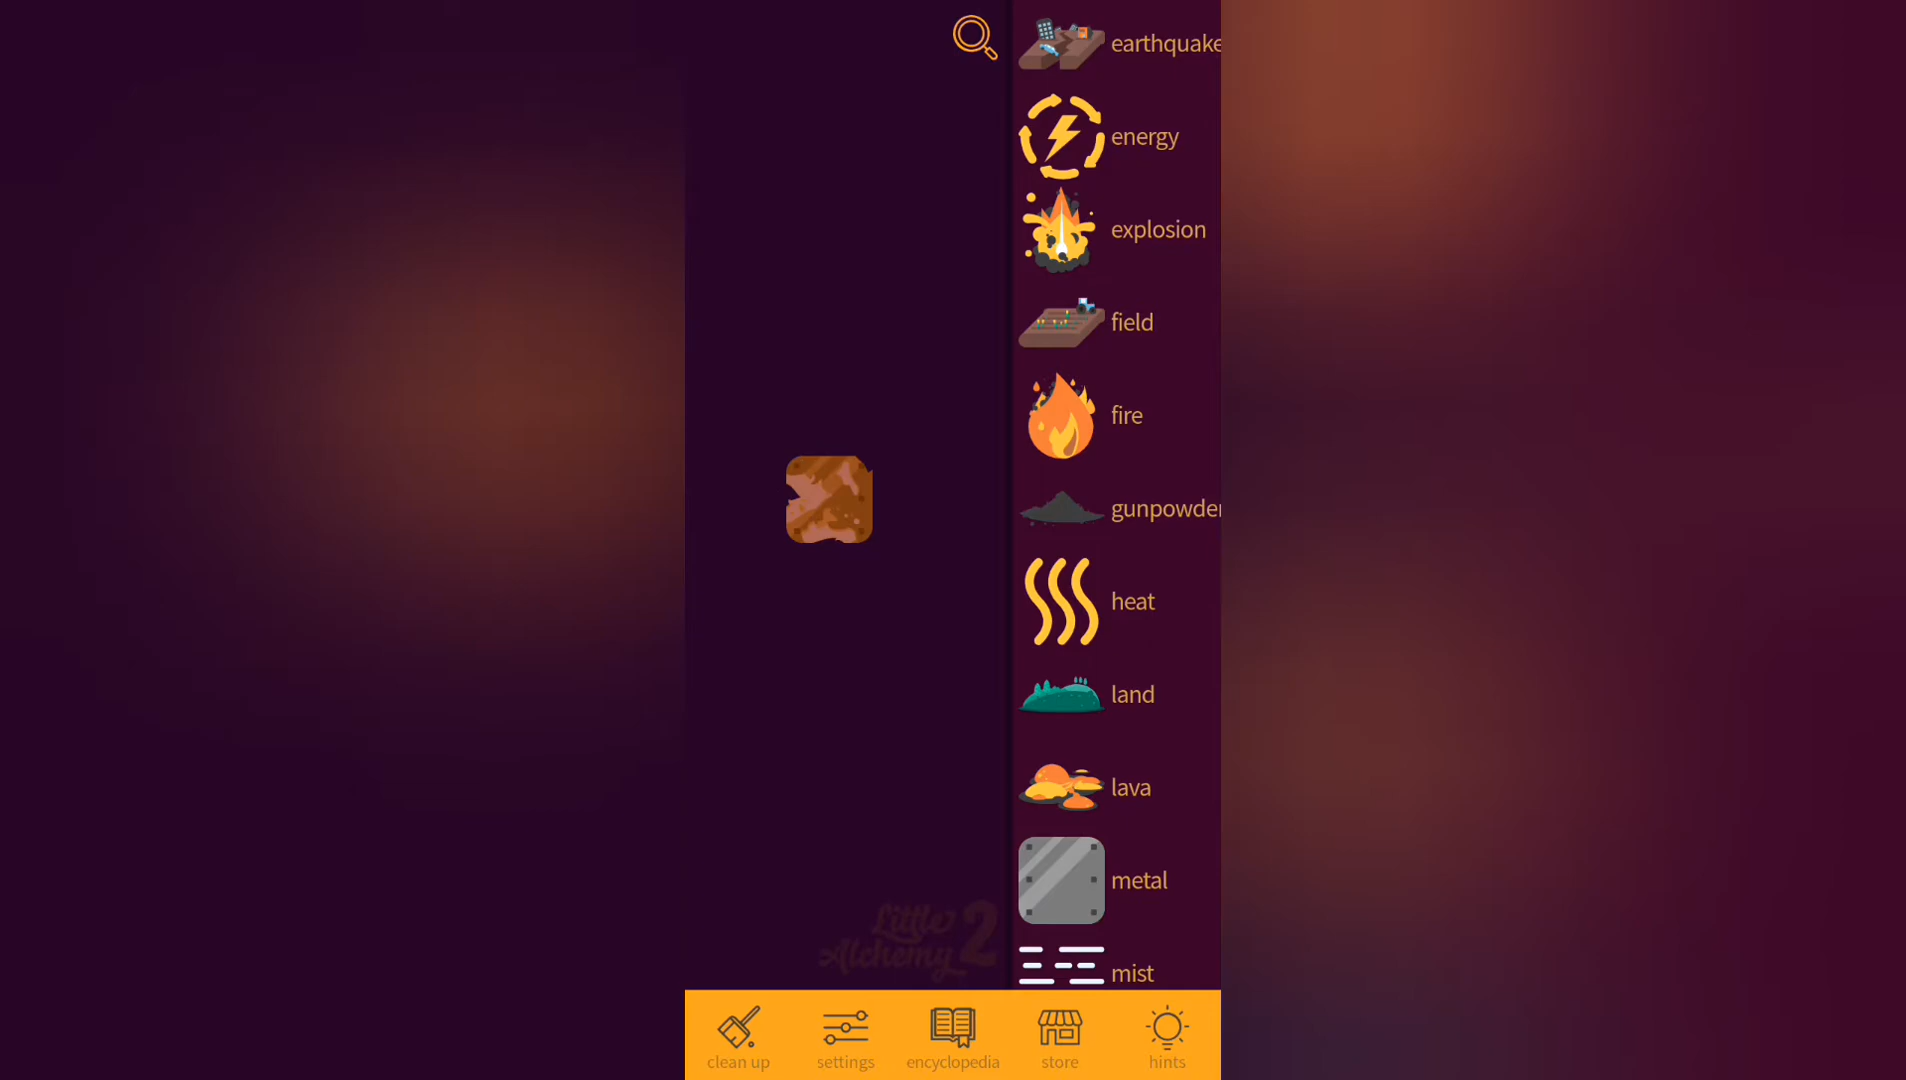 earthquake
energy
explosion
field
fire
gunpowder
heat
land
lava
metal
mist
Little
Alchemy 2
clean up
settings
encyclopedia
store
hints